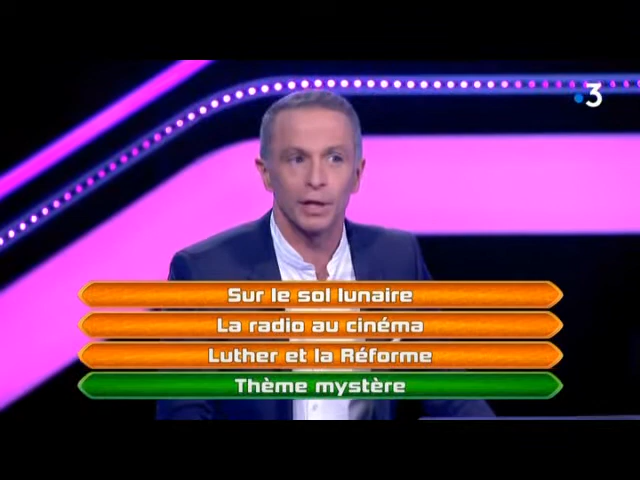 3
Sur le sol lunaire
La radio au cinéma
Luther et la Réforme
Thème mystère